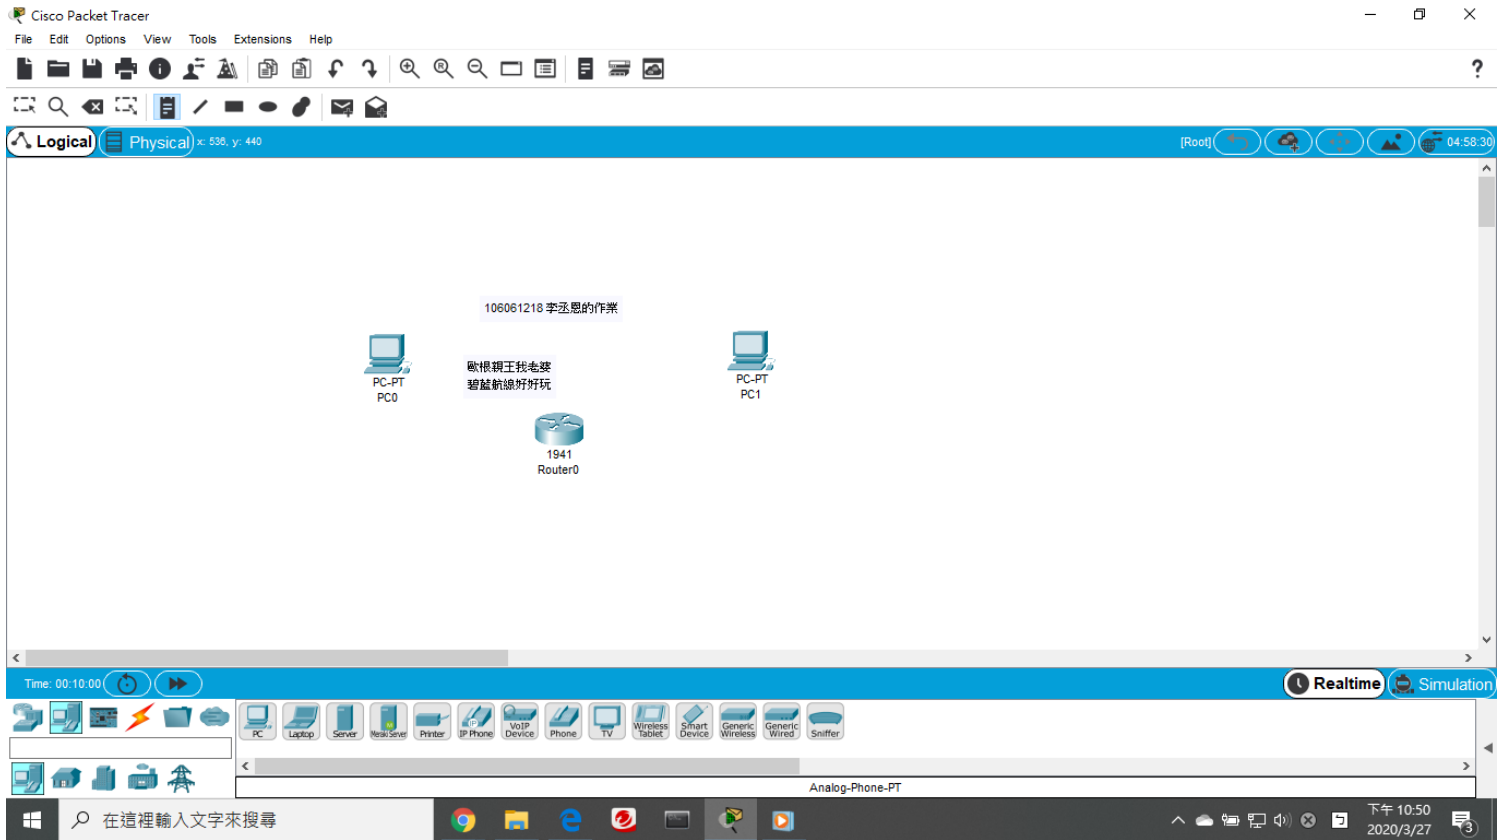 Cisco Packet Tracer
File Edit Options View Tools Extensions Help
?
Logical Physical x: 536, y: 440 [Root] 04:58:30
106061218 李丞恩的作業
歐根親王我老婆
碧藍航線好好玩
PC-PT
PC0
PC-PT
PC1
1941
Router0
Time: 00:10:00 Realtime Simulation
PC Laptop Server Meraki Server Printer IP Phone VoIP Device Phone TV Wireless Tablet Smart Device Generic Wireless Generic Wired Sniffer
Analog-Phone-PT
在這裡輸入文字來搜尋
下午 10:50
2020/3/27
3